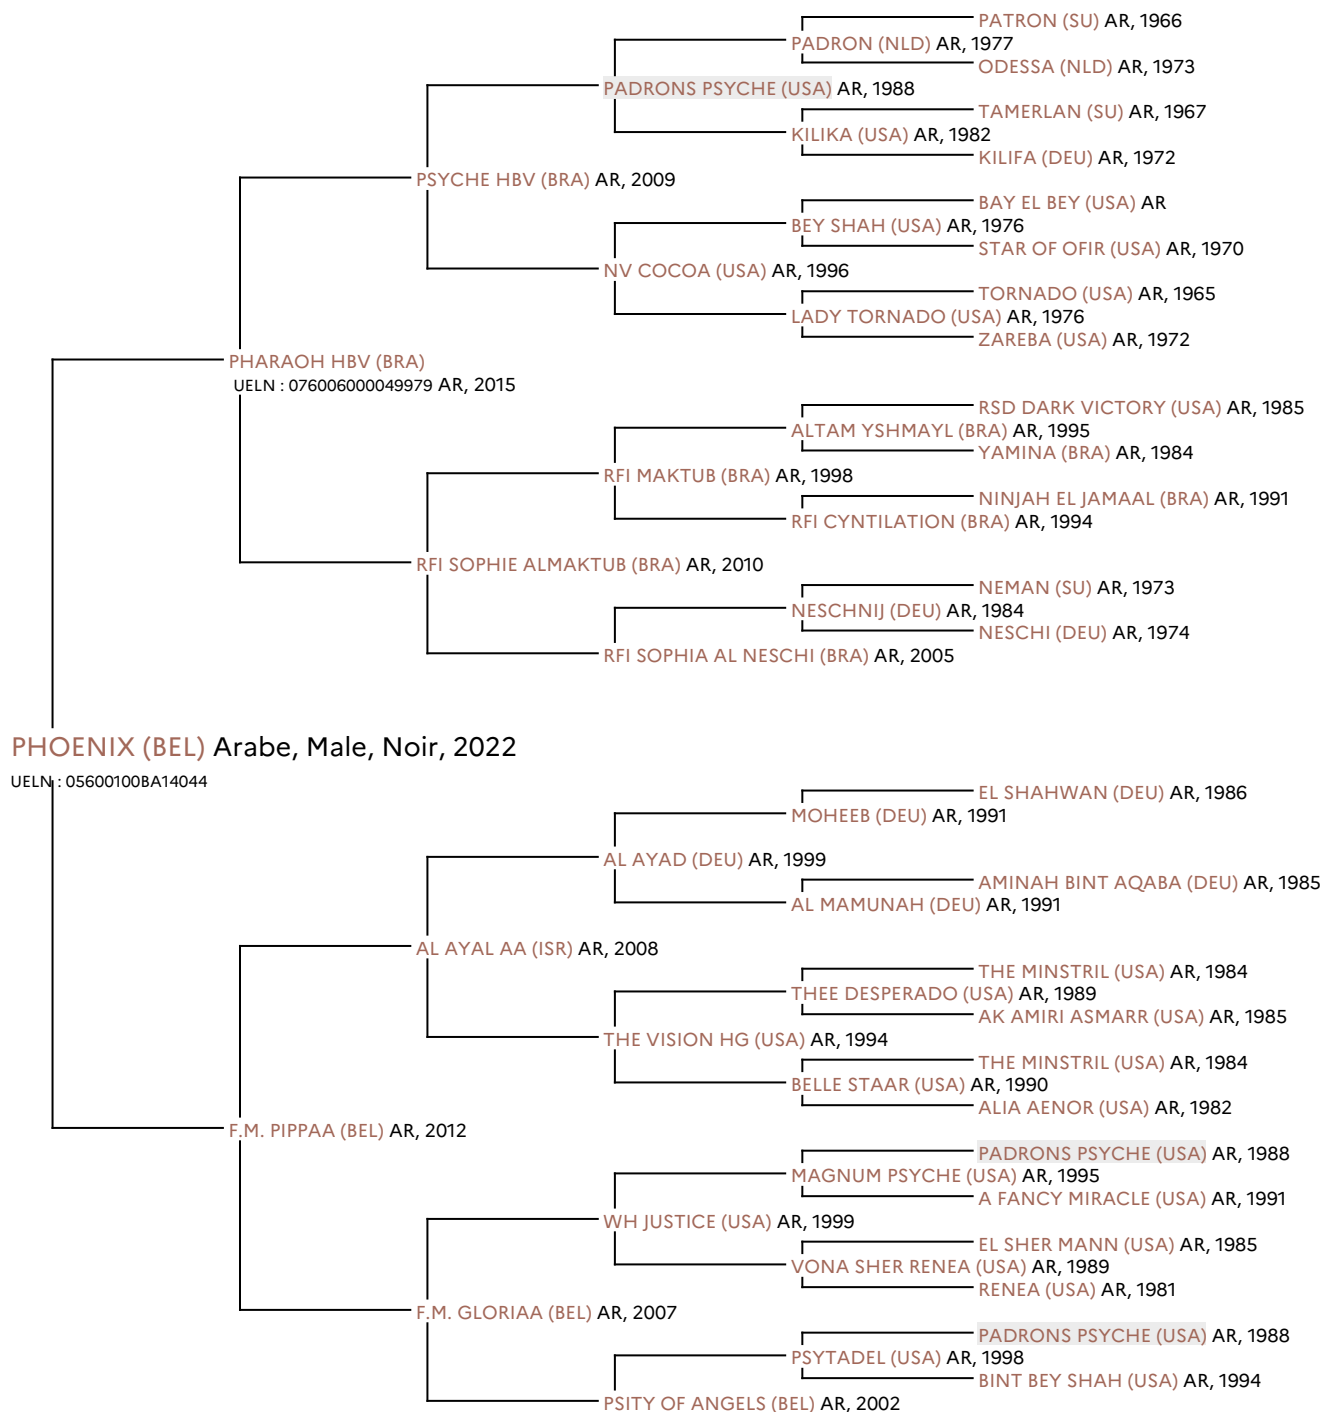 PATRON (SU) AR, 1966
PADRON (NLD) AR, 1977
ODESSA (NLD) AR, 1973
PADRONS PSYCHE (USA) AR, 1988
TAMERLAN (SU) AR, 1967
KILIKA (USA) AR, 1982
KILIFA (DEU) AR, 1972
PSYCHE HBV (BRA) AR, 2009
BAY EL BEY (USA) AR
BEY SHAH (USA) AR, 1976
STAR OF OFIR (USA) AR, 1970
NV COCOA (USA) AR, 1996
TORNADO (USA) AR, 1965
LADY TORNADO (USA) AR, 1976
ZAREBA (USA) AR, 1972
PHARAOH HBV (BRA)
UELN : 076006000049979 AR, 2015
RSD DARK VICTORY (USA) AR, 1985
ALTAM YSHMAYL (BRA) AR, 1995
YAMINA (BRA) AR, 1984
RFI MAKTUB (BRA) AR, 1998
NINJAH EL JAMAAL (BRA) AR, 1991
RFI CYNTILATION (BRA) AR, 1994
RFI SOPHIE ALMAKTUB (BRA) AR, 2010
NEMAN (SU) AR, 1973
NESCHNIJ (DEU) AR, 1984
NESCHI (DEU) AR, 1974
RFI SOPHIA AL NESCHI (BRA) AR, 2005
PHOENIX (BEL) Arabe, Male, Noir, 2022
UELN : 05600100BA14044
EL SHAHWAN (DEU) AR, 1986
MOHEEB (DEU) AR, 1991
AL AYAD (DEU) AR, 1999
AMINAH BINT AQABA (DEU) AR, 1985
AL MAMUNAH (DEU) AR, 1991
AL AYAL AA (ISR) AR, 2008
THE MINSTRIL (USA) AR, 1984
THEE DESPERADO (USA) AR, 1989
AK AMIRI ASMARR (USA) AR, 1985
THE VISION HG (USA) AR, 1994
THE MINSTRIL (USA) AR, 1984
BELLE STAAR (USA) AR, 1990
ALIA AENOR (USA) AR, 1982
F.M. PIPPAA (BEL) AR, 2012
PADRONS PSYCHE (USA) AR, 1988
MAGNUM PSYCHE (USA) AR, 1995
A FANCY MIRACLE (USA) AR, 1991
WH JUSTICE (USA) AR, 1999
EL SHER MANN (USA) AR, 1985
VONA SHER RENEA (USA) AR, 1989
RENEA (USA) AR, 1981
F.M. GLORIAA (BEL) AR, 2007
PADRONS PSYCHE (USA) AR, 1988
PSYTADEL (USA) AR, 1998
BINT BEY SHAH (USA) AR, 1994
PSITY OF ANGELS (BEL) AR, 2002